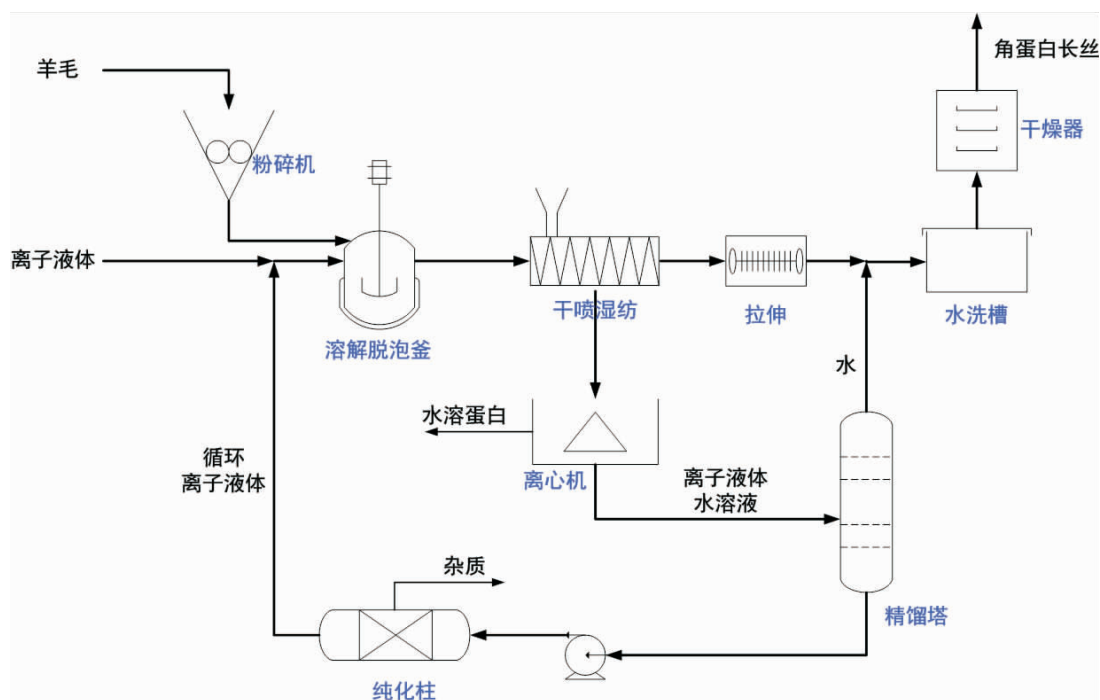 羊毛
粉碎机
角蛋白长丝
干燥器
离子液体
溶解脱泡釜
干喷湿纺
拉伸
水洗槽
水
水溶蛋白
离心机
离子液体
水溶液
循环
离子液体
杂质
精馏塔
纯化柱